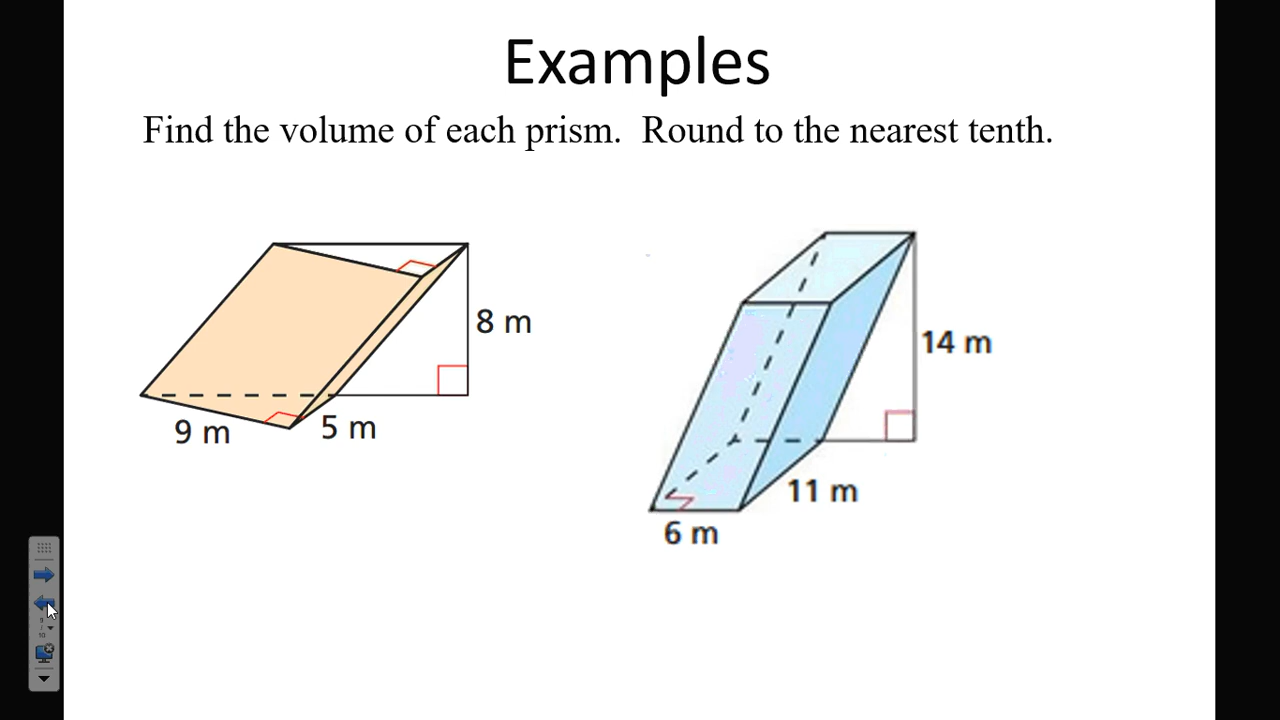 Examples
Find the volume of each prism.  Round to the nearest tenth.
8 m
9 m
5 m
14 m
11 m
6 m